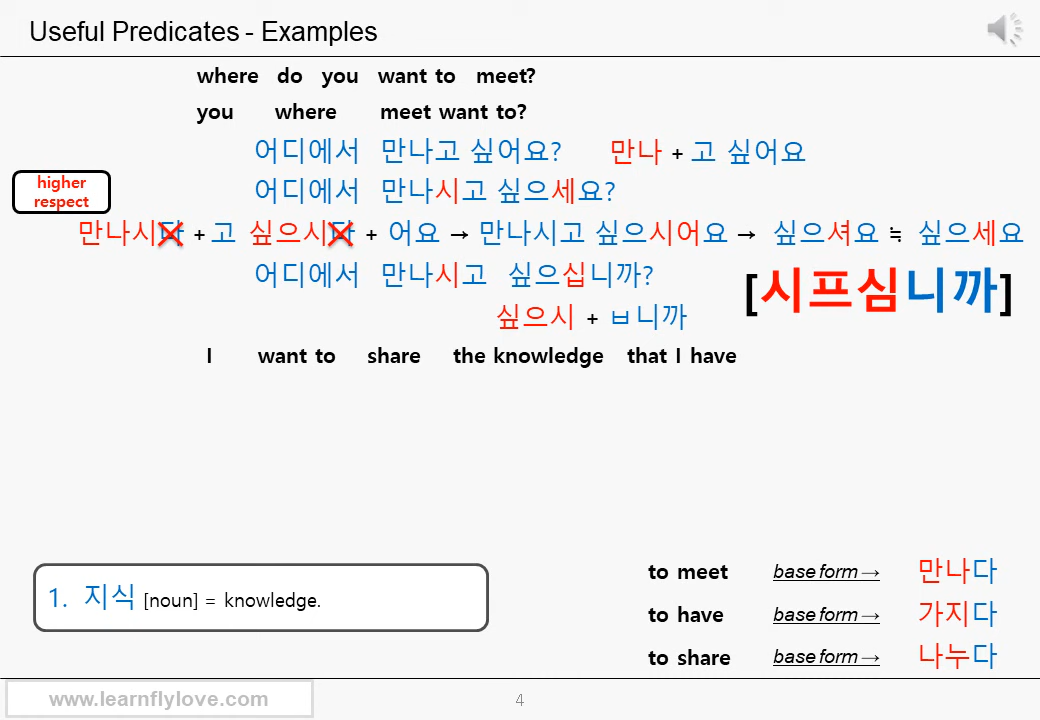 Useful Predicates - Examples
where do you want to meet?
you where meet want to?
어디에서 만나고 싶어요? 만나 + 고 싶어요
higher
respect
어디에서 만나시고 싶으세요?
만나시다 + 고 싶으시다 + 어요 → 만나시고 싶으시어요 → 싶으셔요 ≒ 싶으세요
어디에서 만나시고 싶으십니까?
[시프심니까]
싶으시 + ㅂ니까
I want to share the knowledge that I have
1. 지식 [noun] = knowledge.
to meet base form → 만나다
to have base form → 가지다
to share base form → 나누다
www.learnflylove.com
4